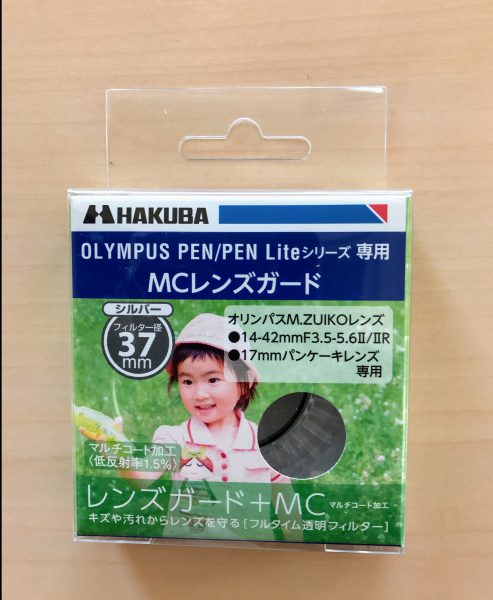 HAKUBA
OLYMPUS PEN/PEN Liteシリーズ 専用
MCレンズガード
シルバー
フィルター径
37
mm
オリンパスM.ZUIKOレンズ
●14-42mmF3.5-5.6Ⅱ/ⅡR
●17mmパンケーキレンズ
専用
マルチコート加工
〈低反射率1.5%〉
レンズガード+MC マルチコート加工
キズや汚れからレンズを守る[フルタイム透明フィルター]